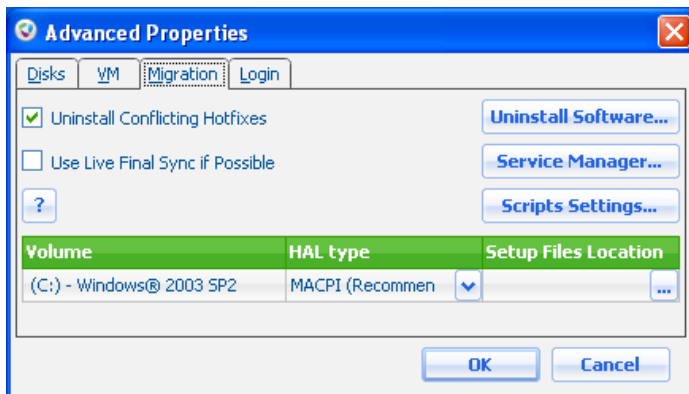 Advanced Properties
Disks VM Migration Login
Uninstall Conflicting Hotfixes Uninstall Software...
Use Live Final Sync if Possible Service Manager...
? Scripts Settings...
Volume HAL type Setup Files Location
(C:) - Windows® 2003 SP2 MACPI (Recommen ...
OK Cancel